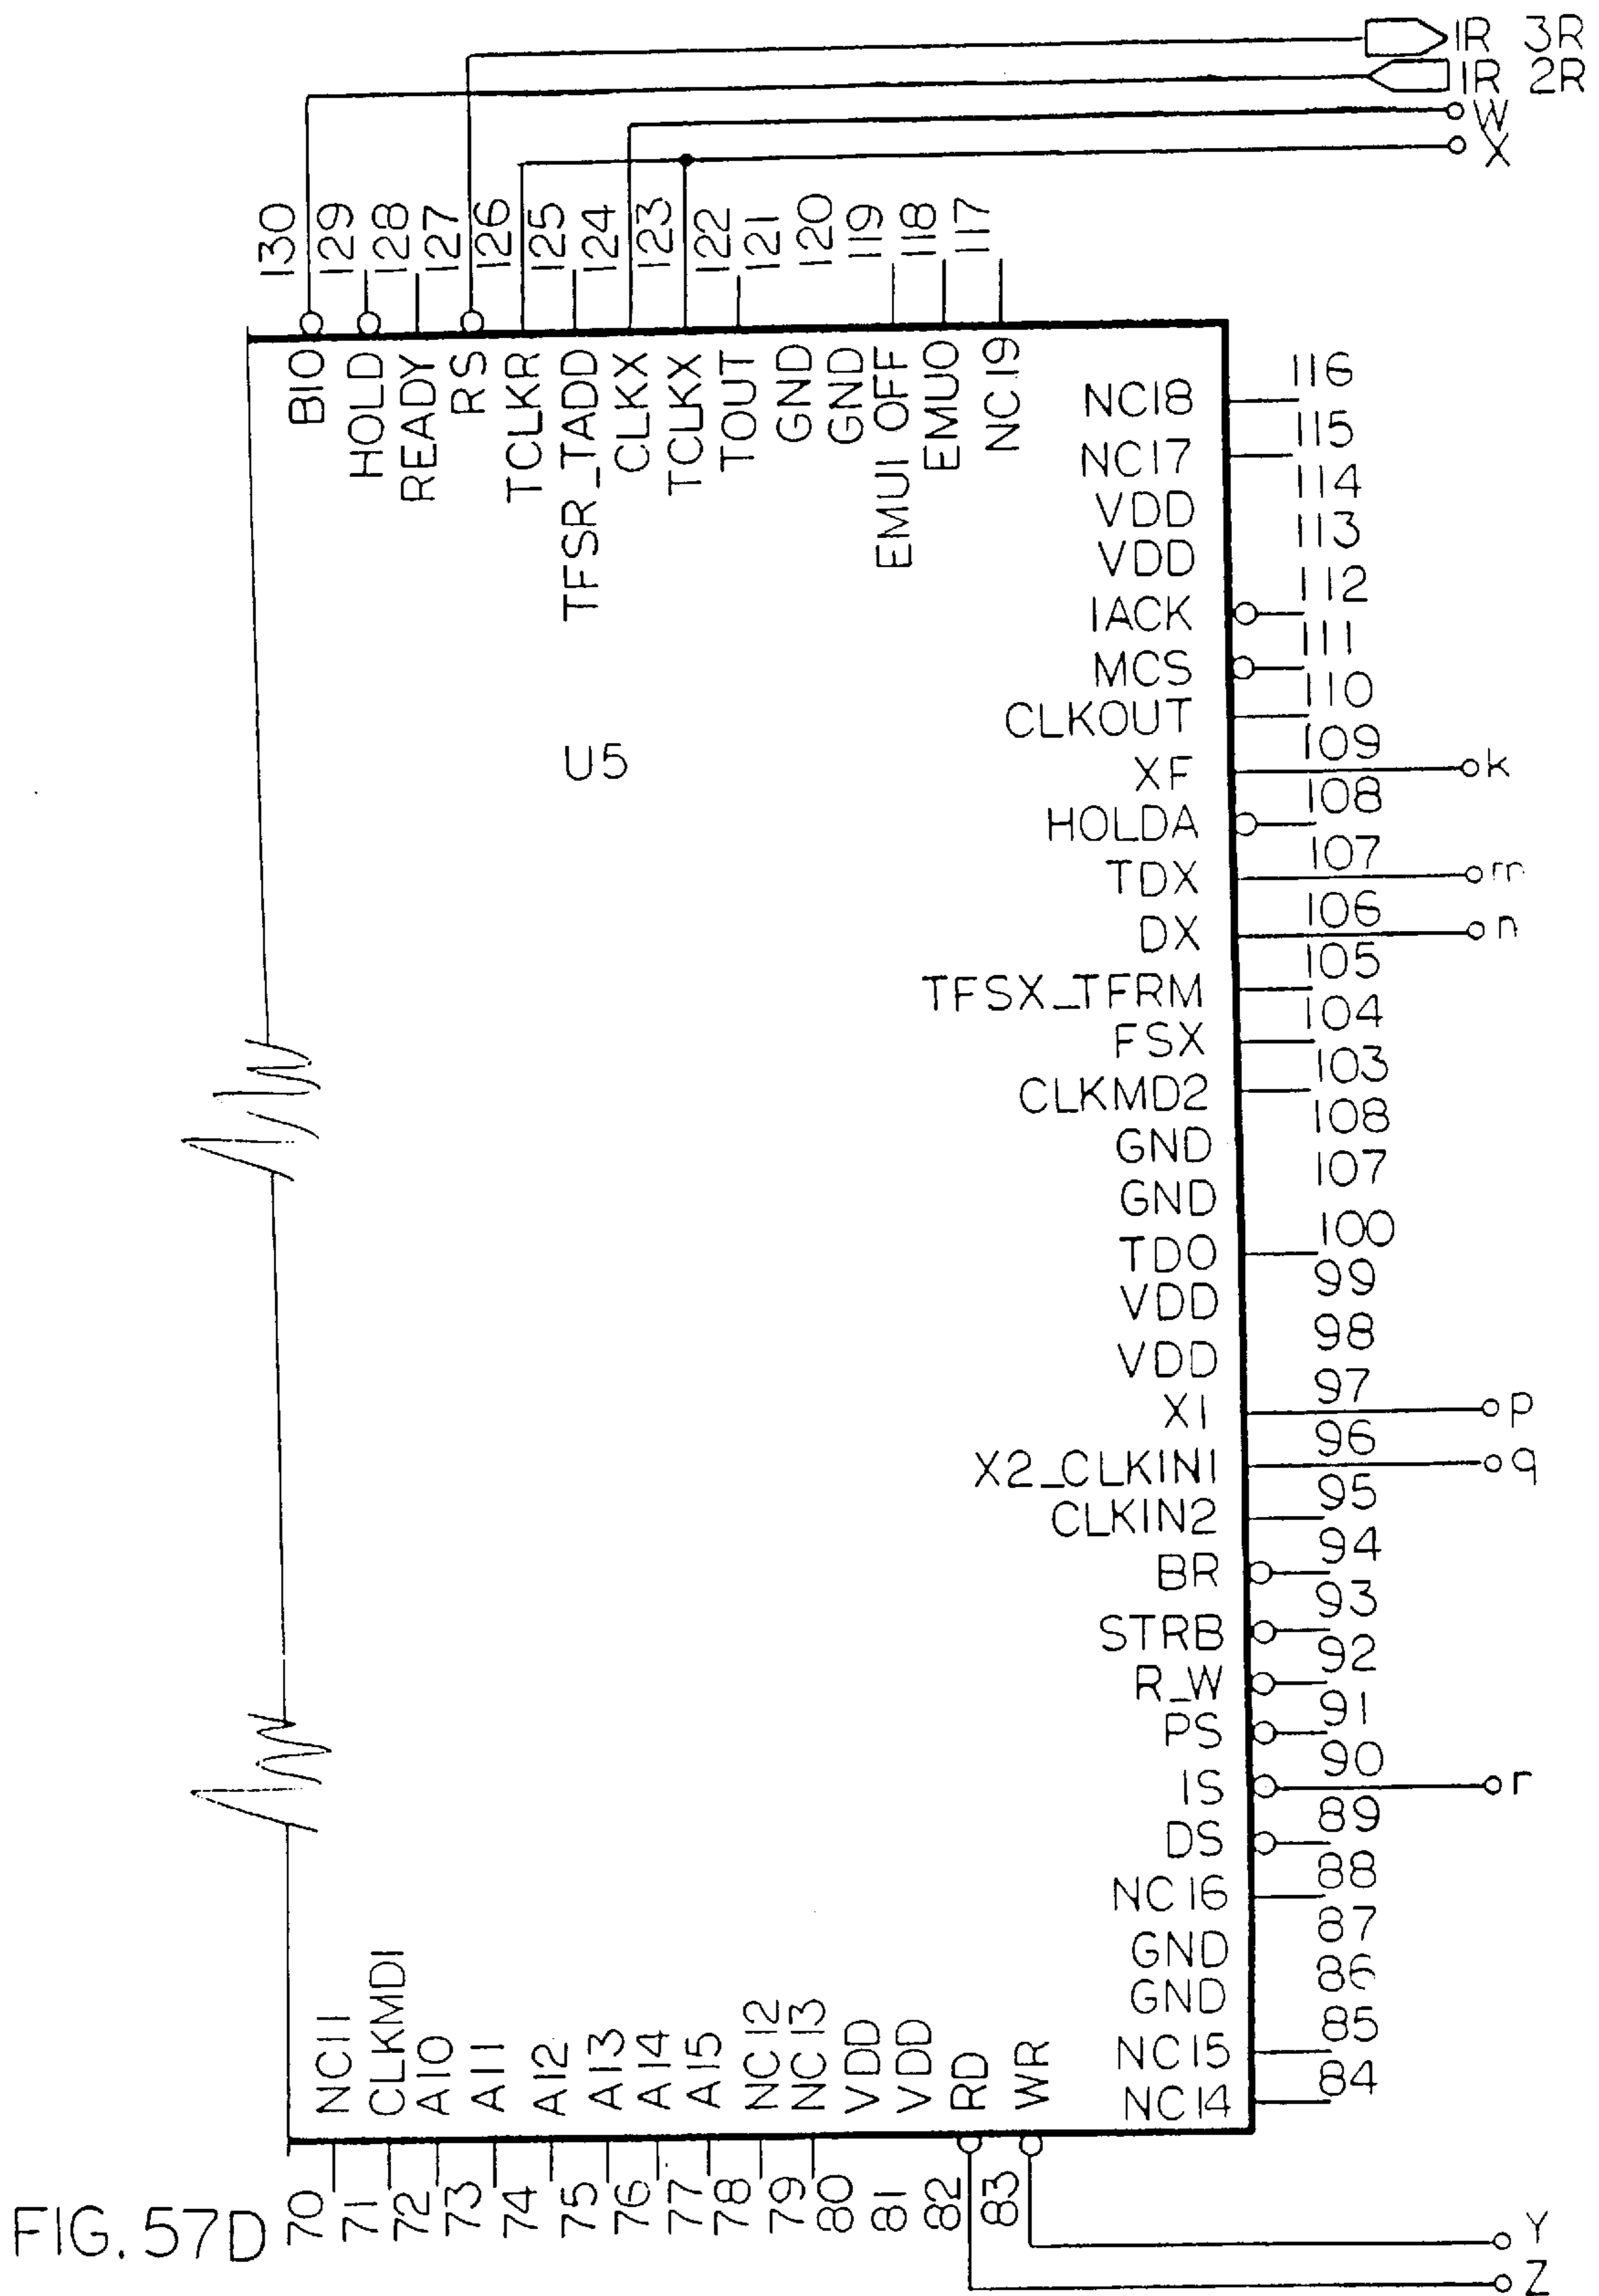 IR 3R
IR 2R
W
X
130
129
128
127
126
125
124
123
122
121
120
119
118
117
BIO
HOLD
READY
RS
TCLKR
TFSR_TADD
CLKX
TCLKX
TOUT
GND
GND
EMUI OFF
EMUO
NC19
NC18 116
NC17 115
VDD 114
VDD 113
IACK 112
MCS 111
CLKOUT 110
U5
XF 109 k
HOLDA 108
TDX 107 m
DX 106 n
TFSX_TFRM 105
FSX 104
CLKMD2 103
GND 108
GND 107
TDO 100
VDD 99
VDD 98
X1 97 p
X2_CLKIN1 96 q
CLKIN2 95
BR 94
STRB 93
R_W 92
PS 91
IS 90 r
DS 89
NC16 88
GND 87
GND 86
NC15 85
NC14 84
NC11
CLKMD1
A10
A11
A12
A13
A14
A15
NC12
NC13
VDD
VDD
RD
WR
70
71
72
73
74
75
76
77
78
79
80
81
82
83
Y
Z
FIG. 57D